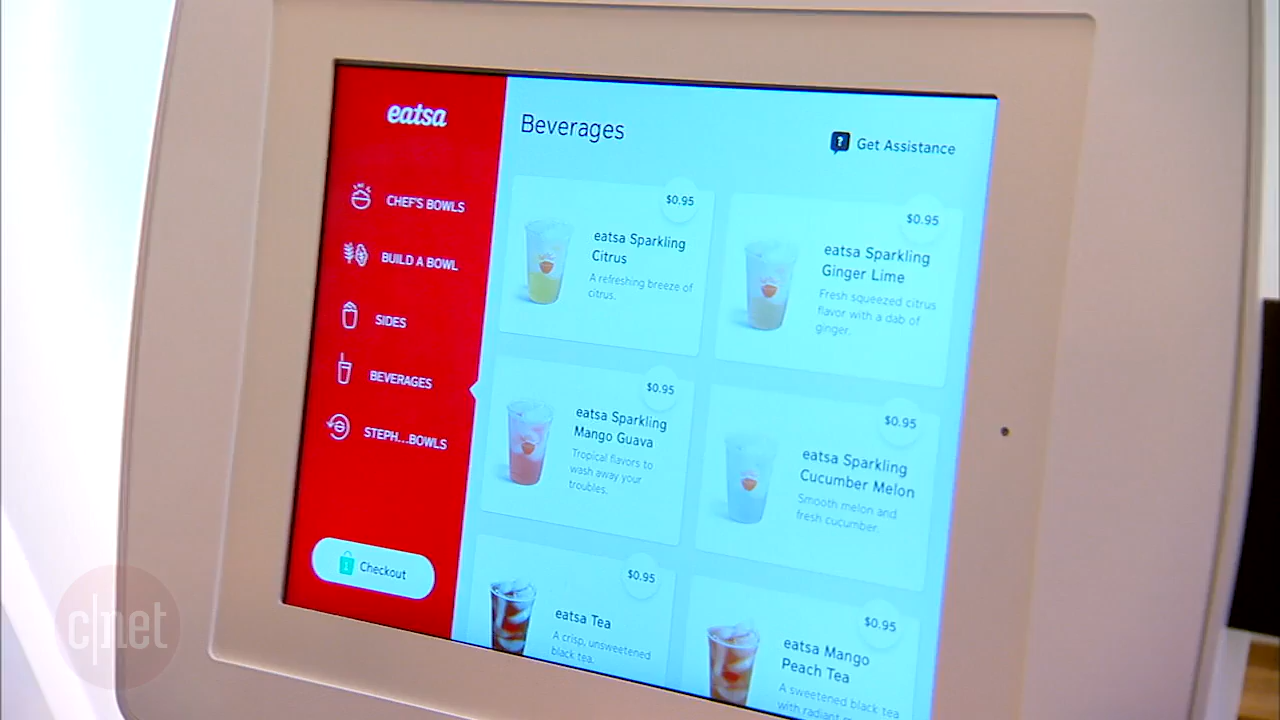 eatsa
CHEF'S BOWLS
BUILD A BOWL
SIDES
BEVERAGES
STEPH...BOWLS
1
Checkout
Beverages
?
Get Assistance
$0.95
eatsa Sparkling
Citrus
A refreshing breeze of
citrus.
$0.95
eatsa Sparkling
Ginger Lime
Fresh squeezed citrus
flavor with a dab of
ginger.
$0.95
eatsa Sparkling
Mango Guava
Tropical flavors to
wash away your
troubles.
$0.95
eatsa Sparkling
Cucumber Melon
Smooth melon and
fresh cucumber.
$0.95
eatsa Tea
A crisp, unsweetened
black tea.
$0.95
eatsa Mango
Peach Tea
A sweetened black tea
with radiant
c|net